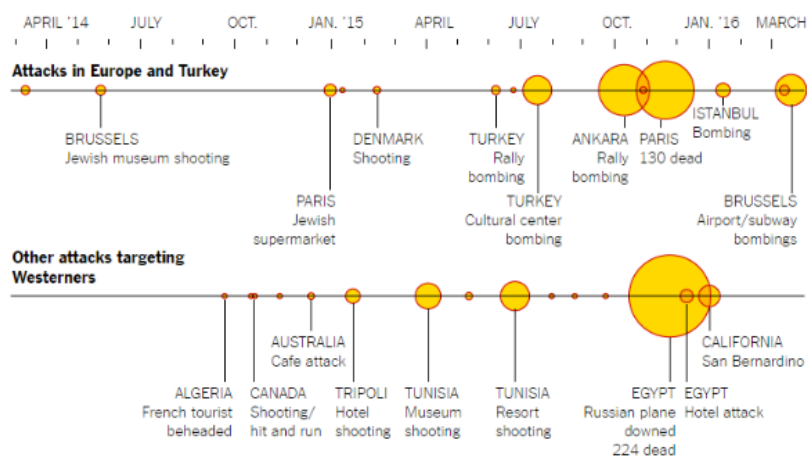 APRIL '14 JULY OCT. JAN. '15 APRIL JULY OCT. JAN. '16 MARCH
Attacks in Europe and Turkey
BRUSSELS
Jewish museum shooting
PARIS
Jewish
supermarket
DENMARK
Shooting
TURKEY
Rally
bombing
TURKEY
Cultural center
bombing
ANKARA
Rally
bombing
PARIS
130 dead
ISTANBUL
Bombing
BRUSSELS
Airport/subway
bombings
Other attacks targeting
Westerners
ALGERIA
French tourist
beheaded
CANADA
Shooting/
hit and run
AUSTRALIA
Cafe attack
TRIPOLI
Hotel
shooting
TUNISIA
Museum
shooting
TUNISIA
Resort
shooting
EGYPT
Russian plane
downed
224 dead
EGYPT
Hotel attack
CALIFORNIA
San Bernardino